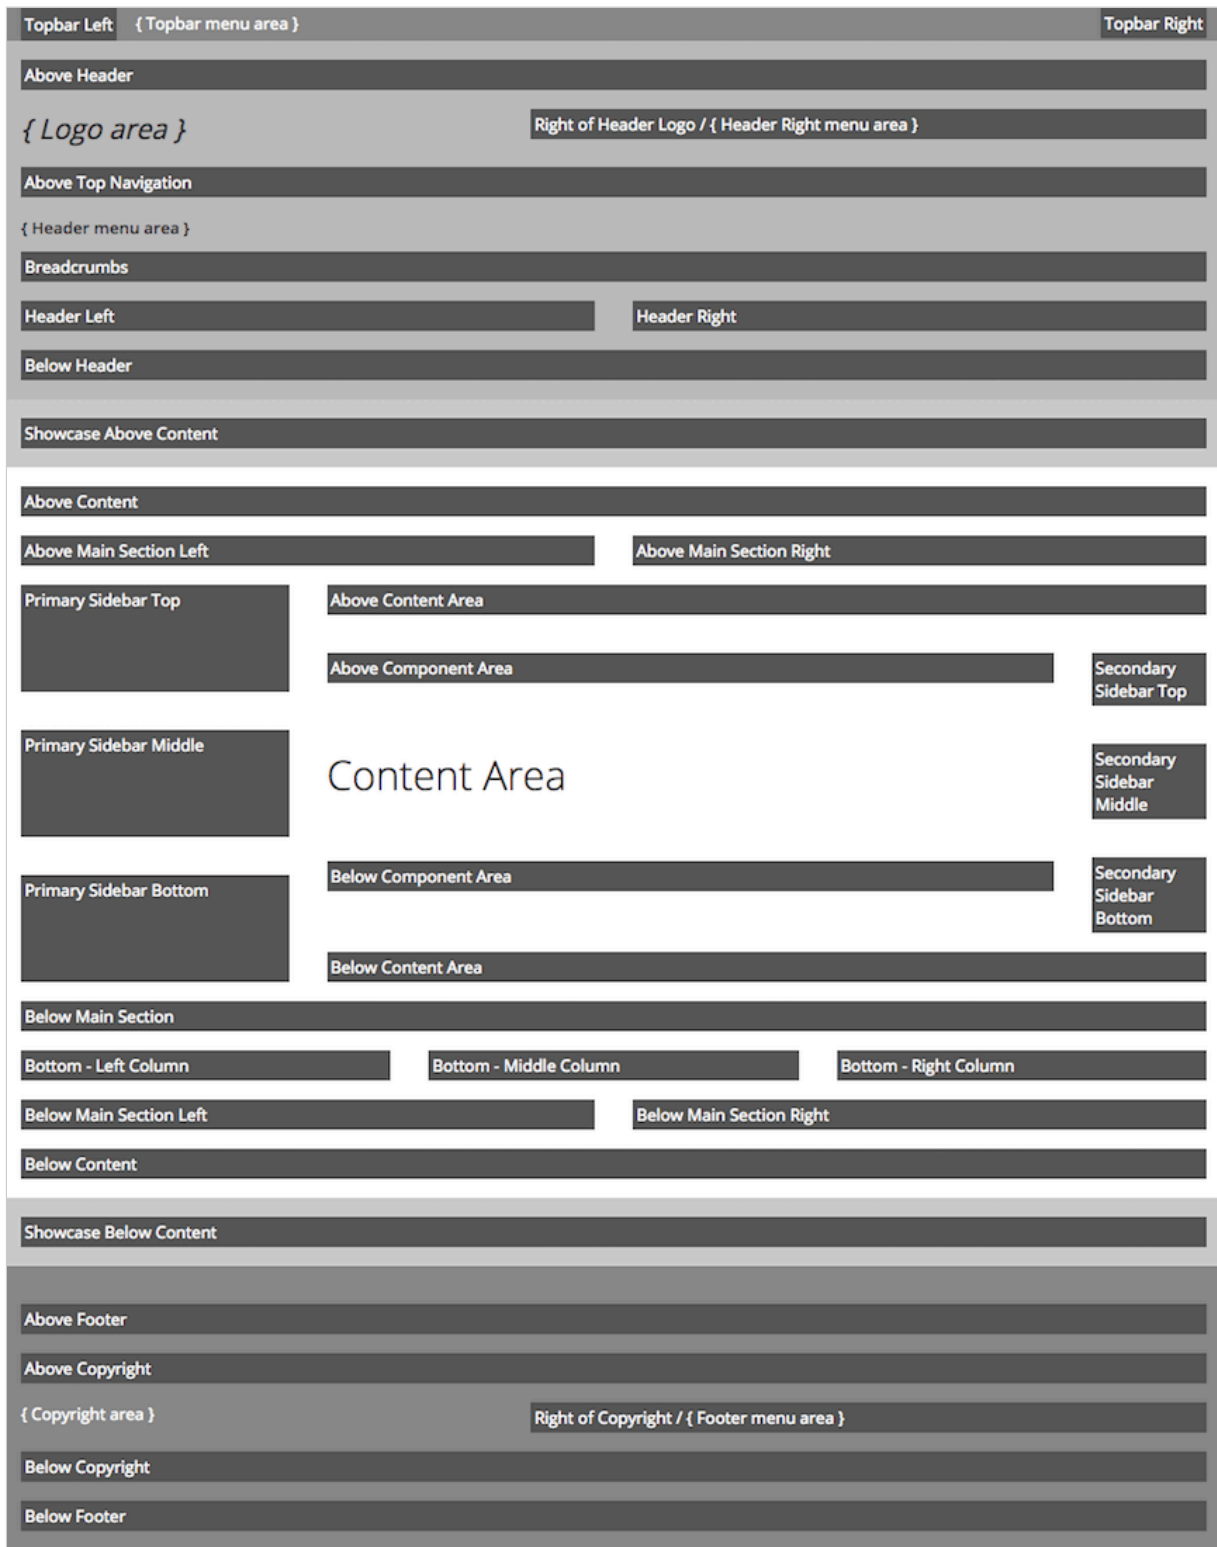 Topbar Left { Topbar menu area } Topbar Right
Above Header
{ Logo area } Right of Header Logo / { Header Right menu area }
Above Top Navigation
{ Header menu area }
Breadcrumbs
Header Left Header Right
Below Header
Showcase Above Content
Above Content
Above Main Section Left Above Main Section Right
Primary Sidebar Top Above Content Area
Above Component Area
Secondary
Sidebar Top
Primary Sidebar Middle
Content Area
Secondary
Sidebar
Middle
Primary Sidebar Bottom
Below Component Area
Secondary
Sidebar
Bottom
Below Content Area
Below Main Section
Bottom - Left Column Bottom - Middle Column Bottom - Right Column
Below Main Section Left Below Main Section Right
Below Content
Showcase Below Content
Above Footer
Above Copyright
{ Copyright area } Right of Copyright / { Footer menu area }
Below Copyright
Below Footer